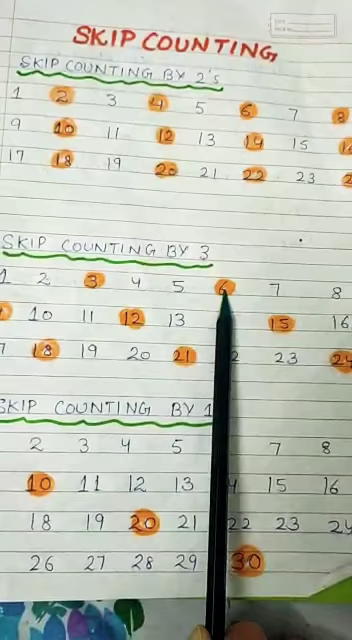 SKIP COUNTING
SKIP COUNTING BY 2's
1 2 3 4 5 6 7 8
9 10 11 12 13 14 15
17 18 19 20 21 22 23
SKIP COUNTING BY 3
1 2 3 4 5 6 7 8
10 11 12 13 15 16
18 19 20 21 23 24
SKIP COUNTING BY
2 3 4 5 7 8
10 11 12 13 15 16
18 19 20 21 22 23 24
26 27 28 29 30